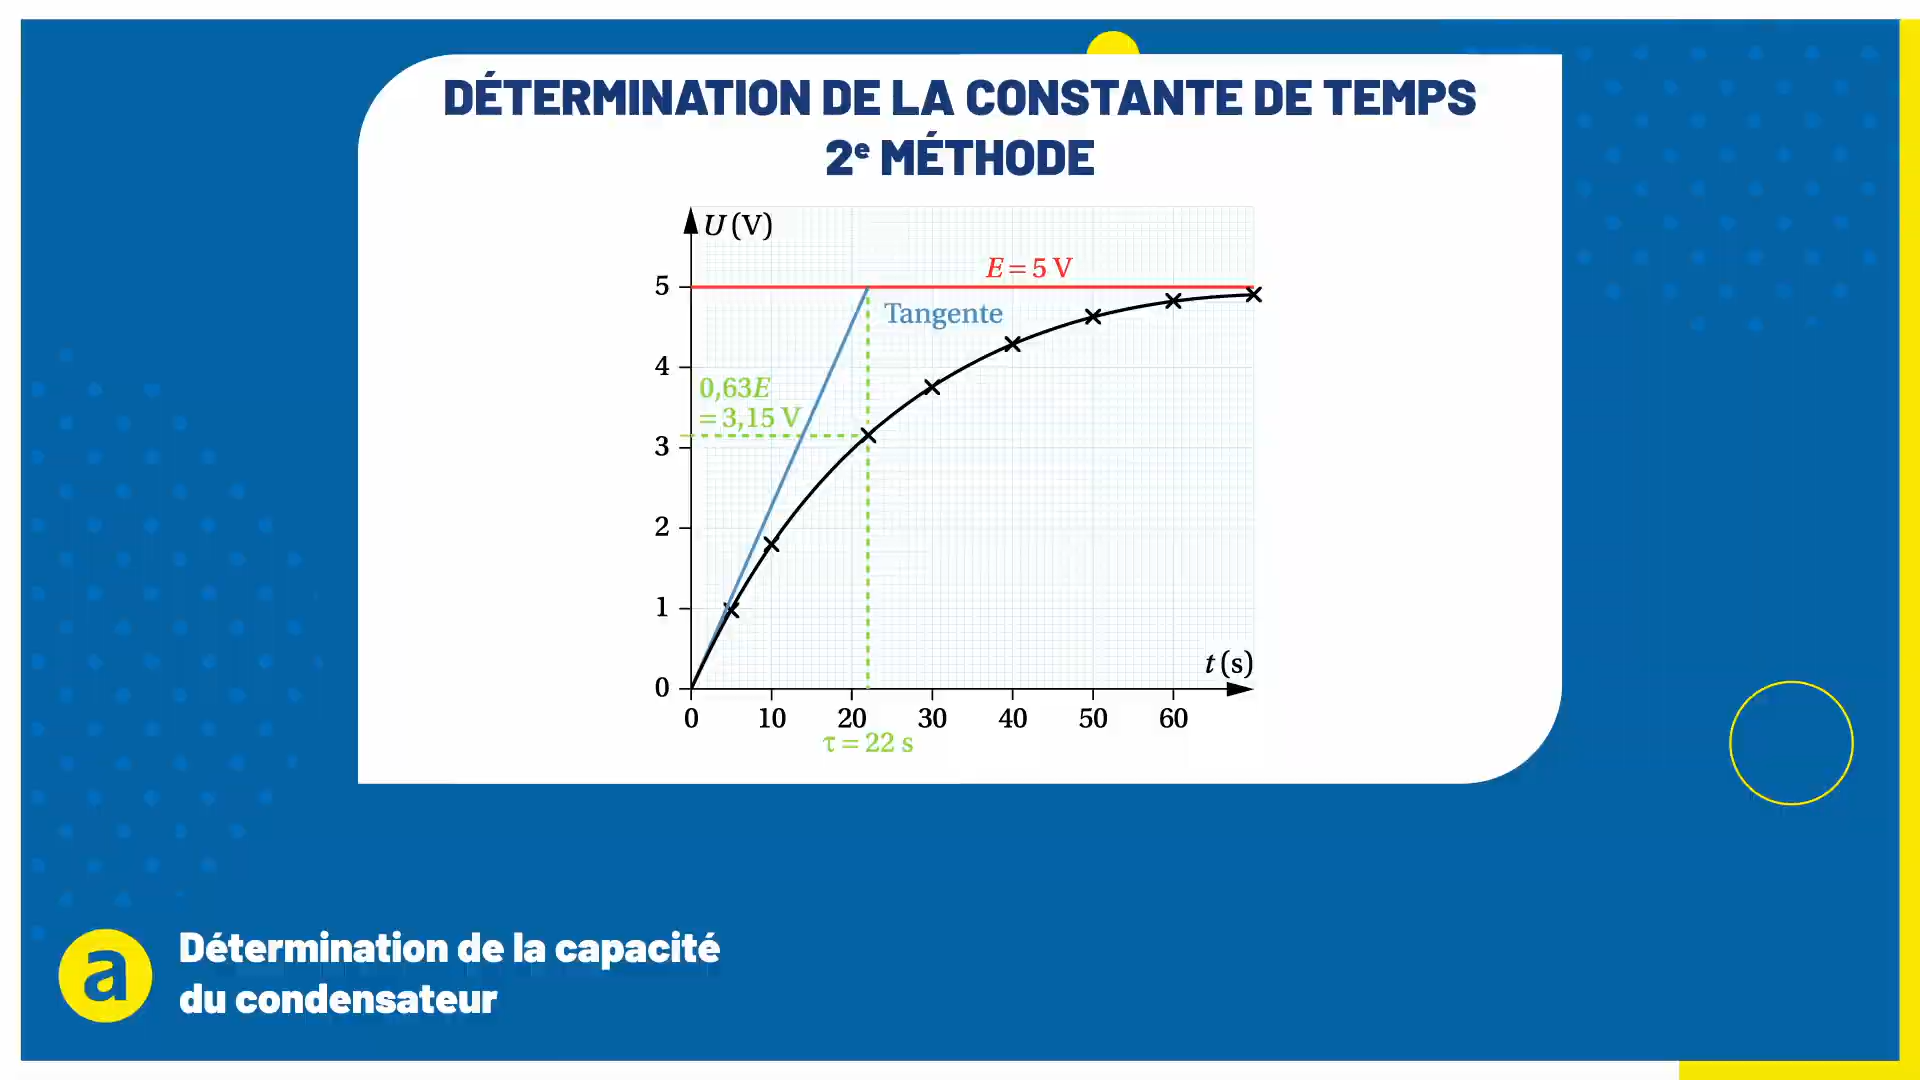 DÉTERMINATION DE LA CONSTANTE DE TEMPS
2e MÉTHODE
U (V)
E = 5 V
5
Tangente
4
0,63E
= 3,15 V
3
2
1
t (s)
0
0 10 20 30 40 50 60
τ = 22 s
a
Détermination de la capacité
du condensateur